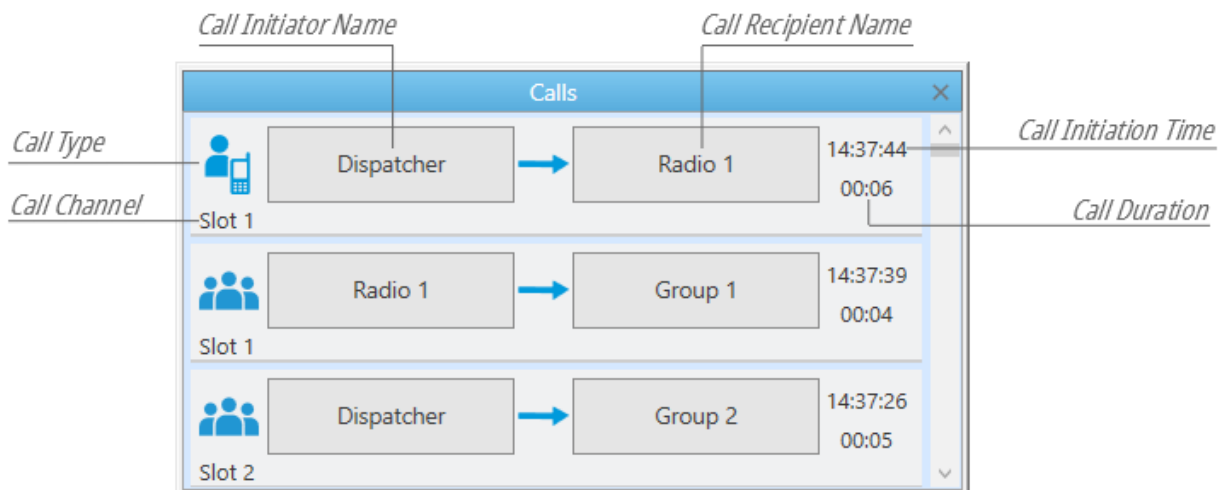 Call Initiator Name
Call Recipient Name
Calls
Call Type
Dispatcher
Radio 1
14:37:44
Call Initiation Time
00:06
Call Channel
Slot 1
Call Duration
Radio 1
Group 1
14:37:39
00:04
Slot 1
Dispatcher
Group 2
14:37:26
00:05
Slot 2